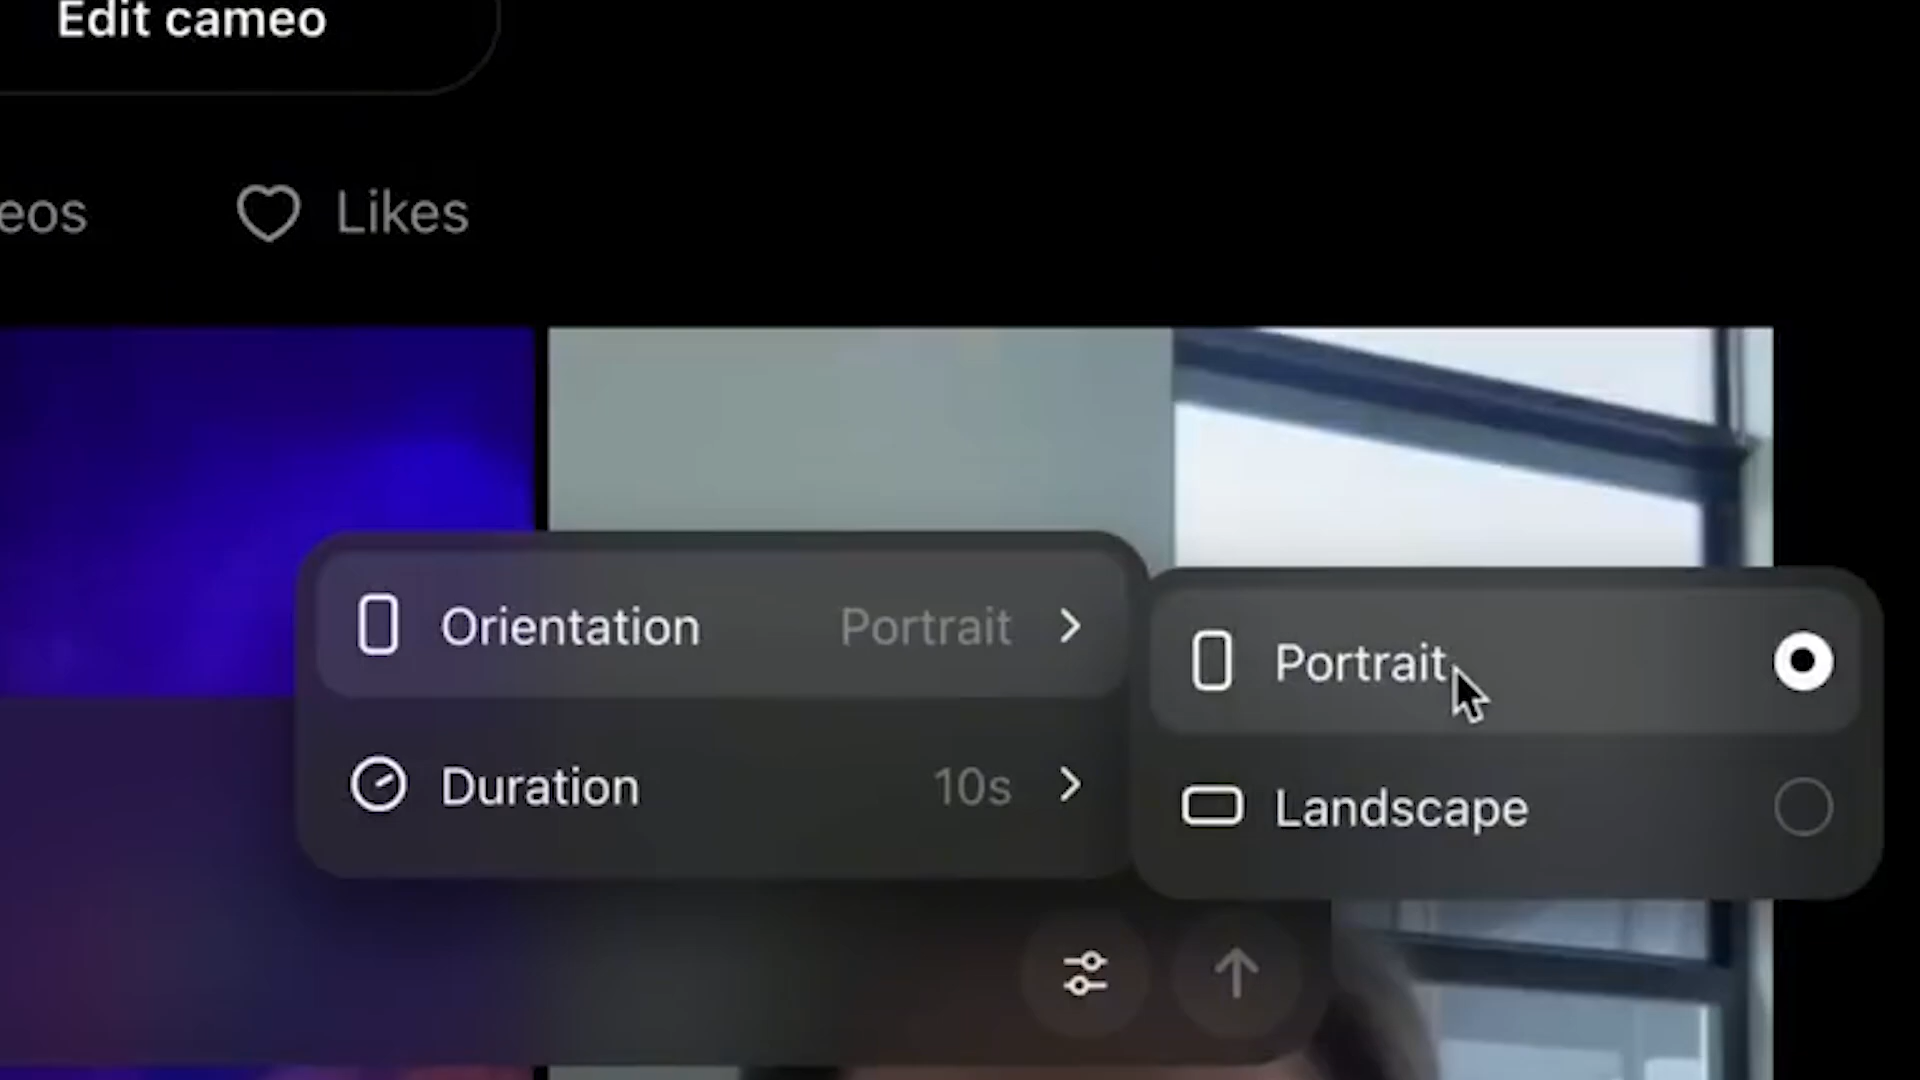 Edit cameo
eos
Likes
Orientation Portrait
Duration 10s
Portrait
Landscape